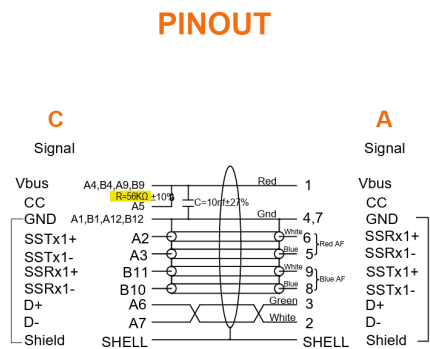 PINOUT
C A
Signal Signal
Vbus A4,B4,A9,B9 Red 1 Vbus
R=56KΩ±10%
CC A5 C=10nf±27% CC
GND A1,B1,A12,B12 Gnd 4,7 GND
SSTx1+ A2 White 6 SSRx1+
Red AF
SSTx1- A3 Blue 5 SSRx1-
SSRx1+ B11 White 9 SSTx1+
Blue AF
SSRx1- B10 Blue 8 SSTx1-
D+ A6 Green 3 D+
D- A7 White 2 D-
Shield SHELL SHELL Shield